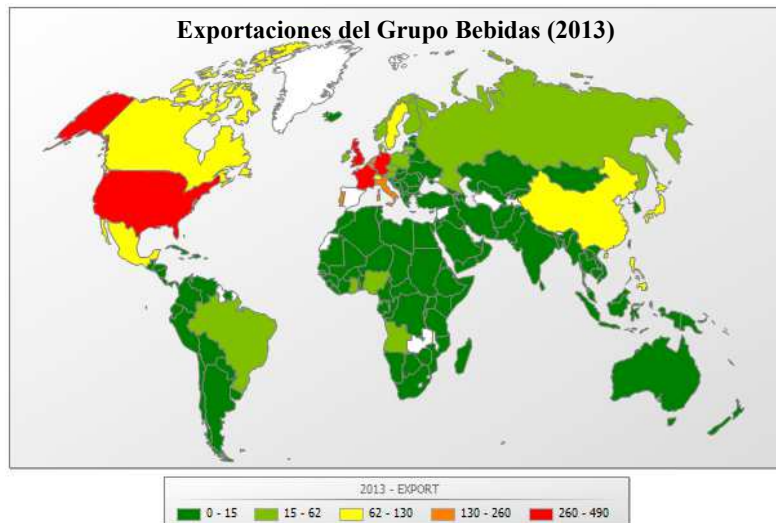 Exportaciones del Grupo Bebidas (2013)
2013 - EXPORT
0 - 15 15 - 62 62 - 130 130 - 260 260 - 490